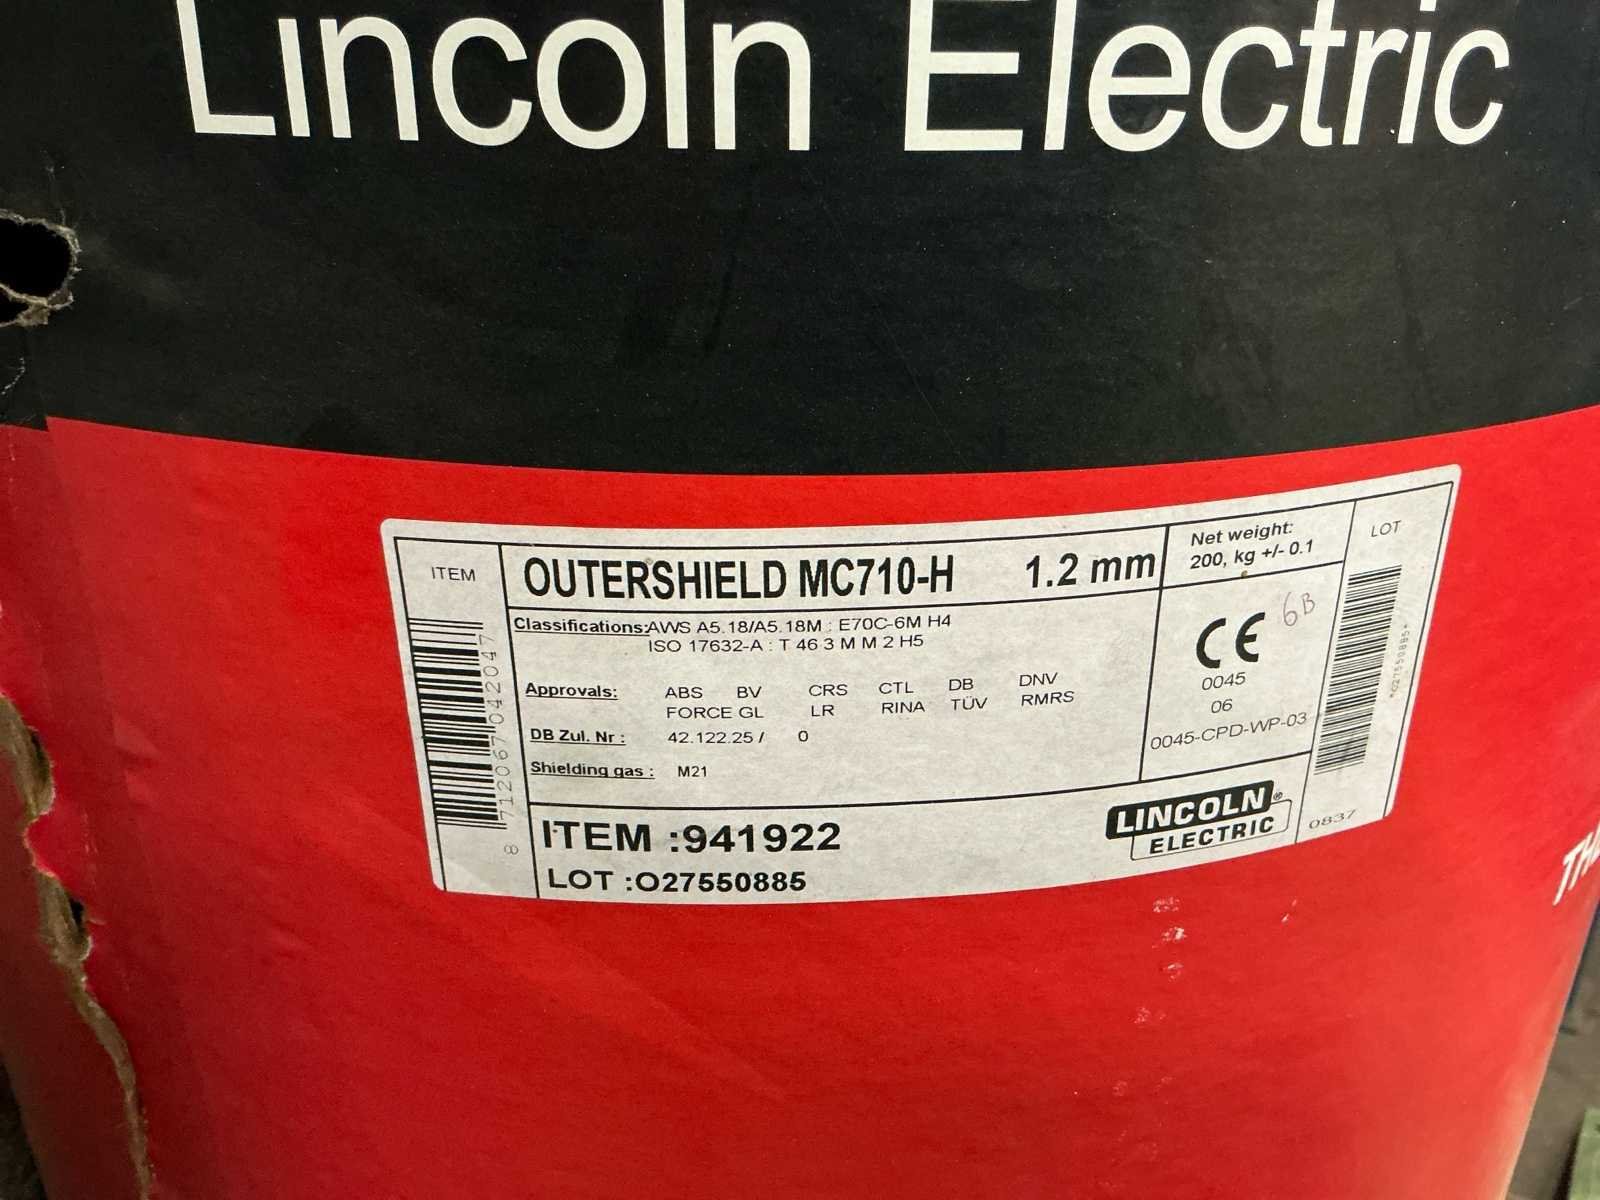 Lincoln Electric
ITEM
OUTERSHIELD MC710-H 1.2 mm
Net weight:
200, kg +/- 0.1
LOT
Classifications: AWS A5.18/A5.18M : E70C-6M H4
ISO 17632-A : T 46 3 M M 2 H5
Approvals: ABS BV CRS CTL DB DNV
FORCE GL LR RINA TÜV RMRS
DB Zul. Nr : 42.122.25 / 0
Shielding gas : M21
CE 6B
0045
06
0045-CPD-WP-03
8 712067 042047
*O27550885*
ITEM :941922
LOT :O27550885
LINCOLN ®
ELECTRIC
0837